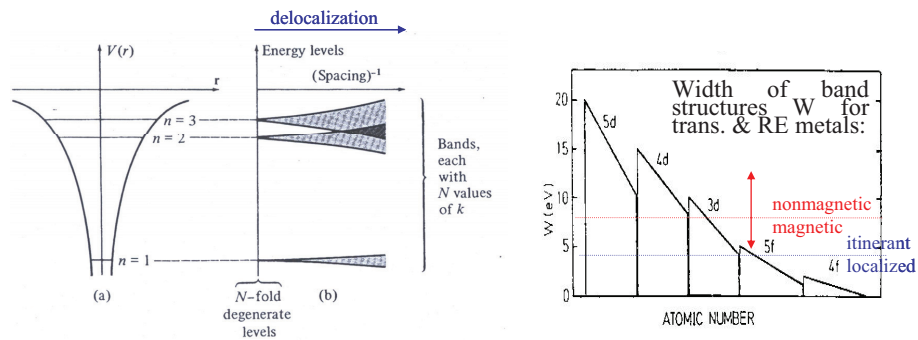 delocalization
V(r)
r
n = 3
n = 2
n = 1
(a)
Energy levels
(Spacing)⁻¹
Bands,
each
with
N values
of k
N–fold
degenerate
levels
(b)
Width of band
structures W for
trans. & RE metals:
20
15
10
5
0
W (eV)
5d
4d
3d
5f
4f
nonmagnetic
magnetic
itinerant
localized
ATOMIC NUMBER